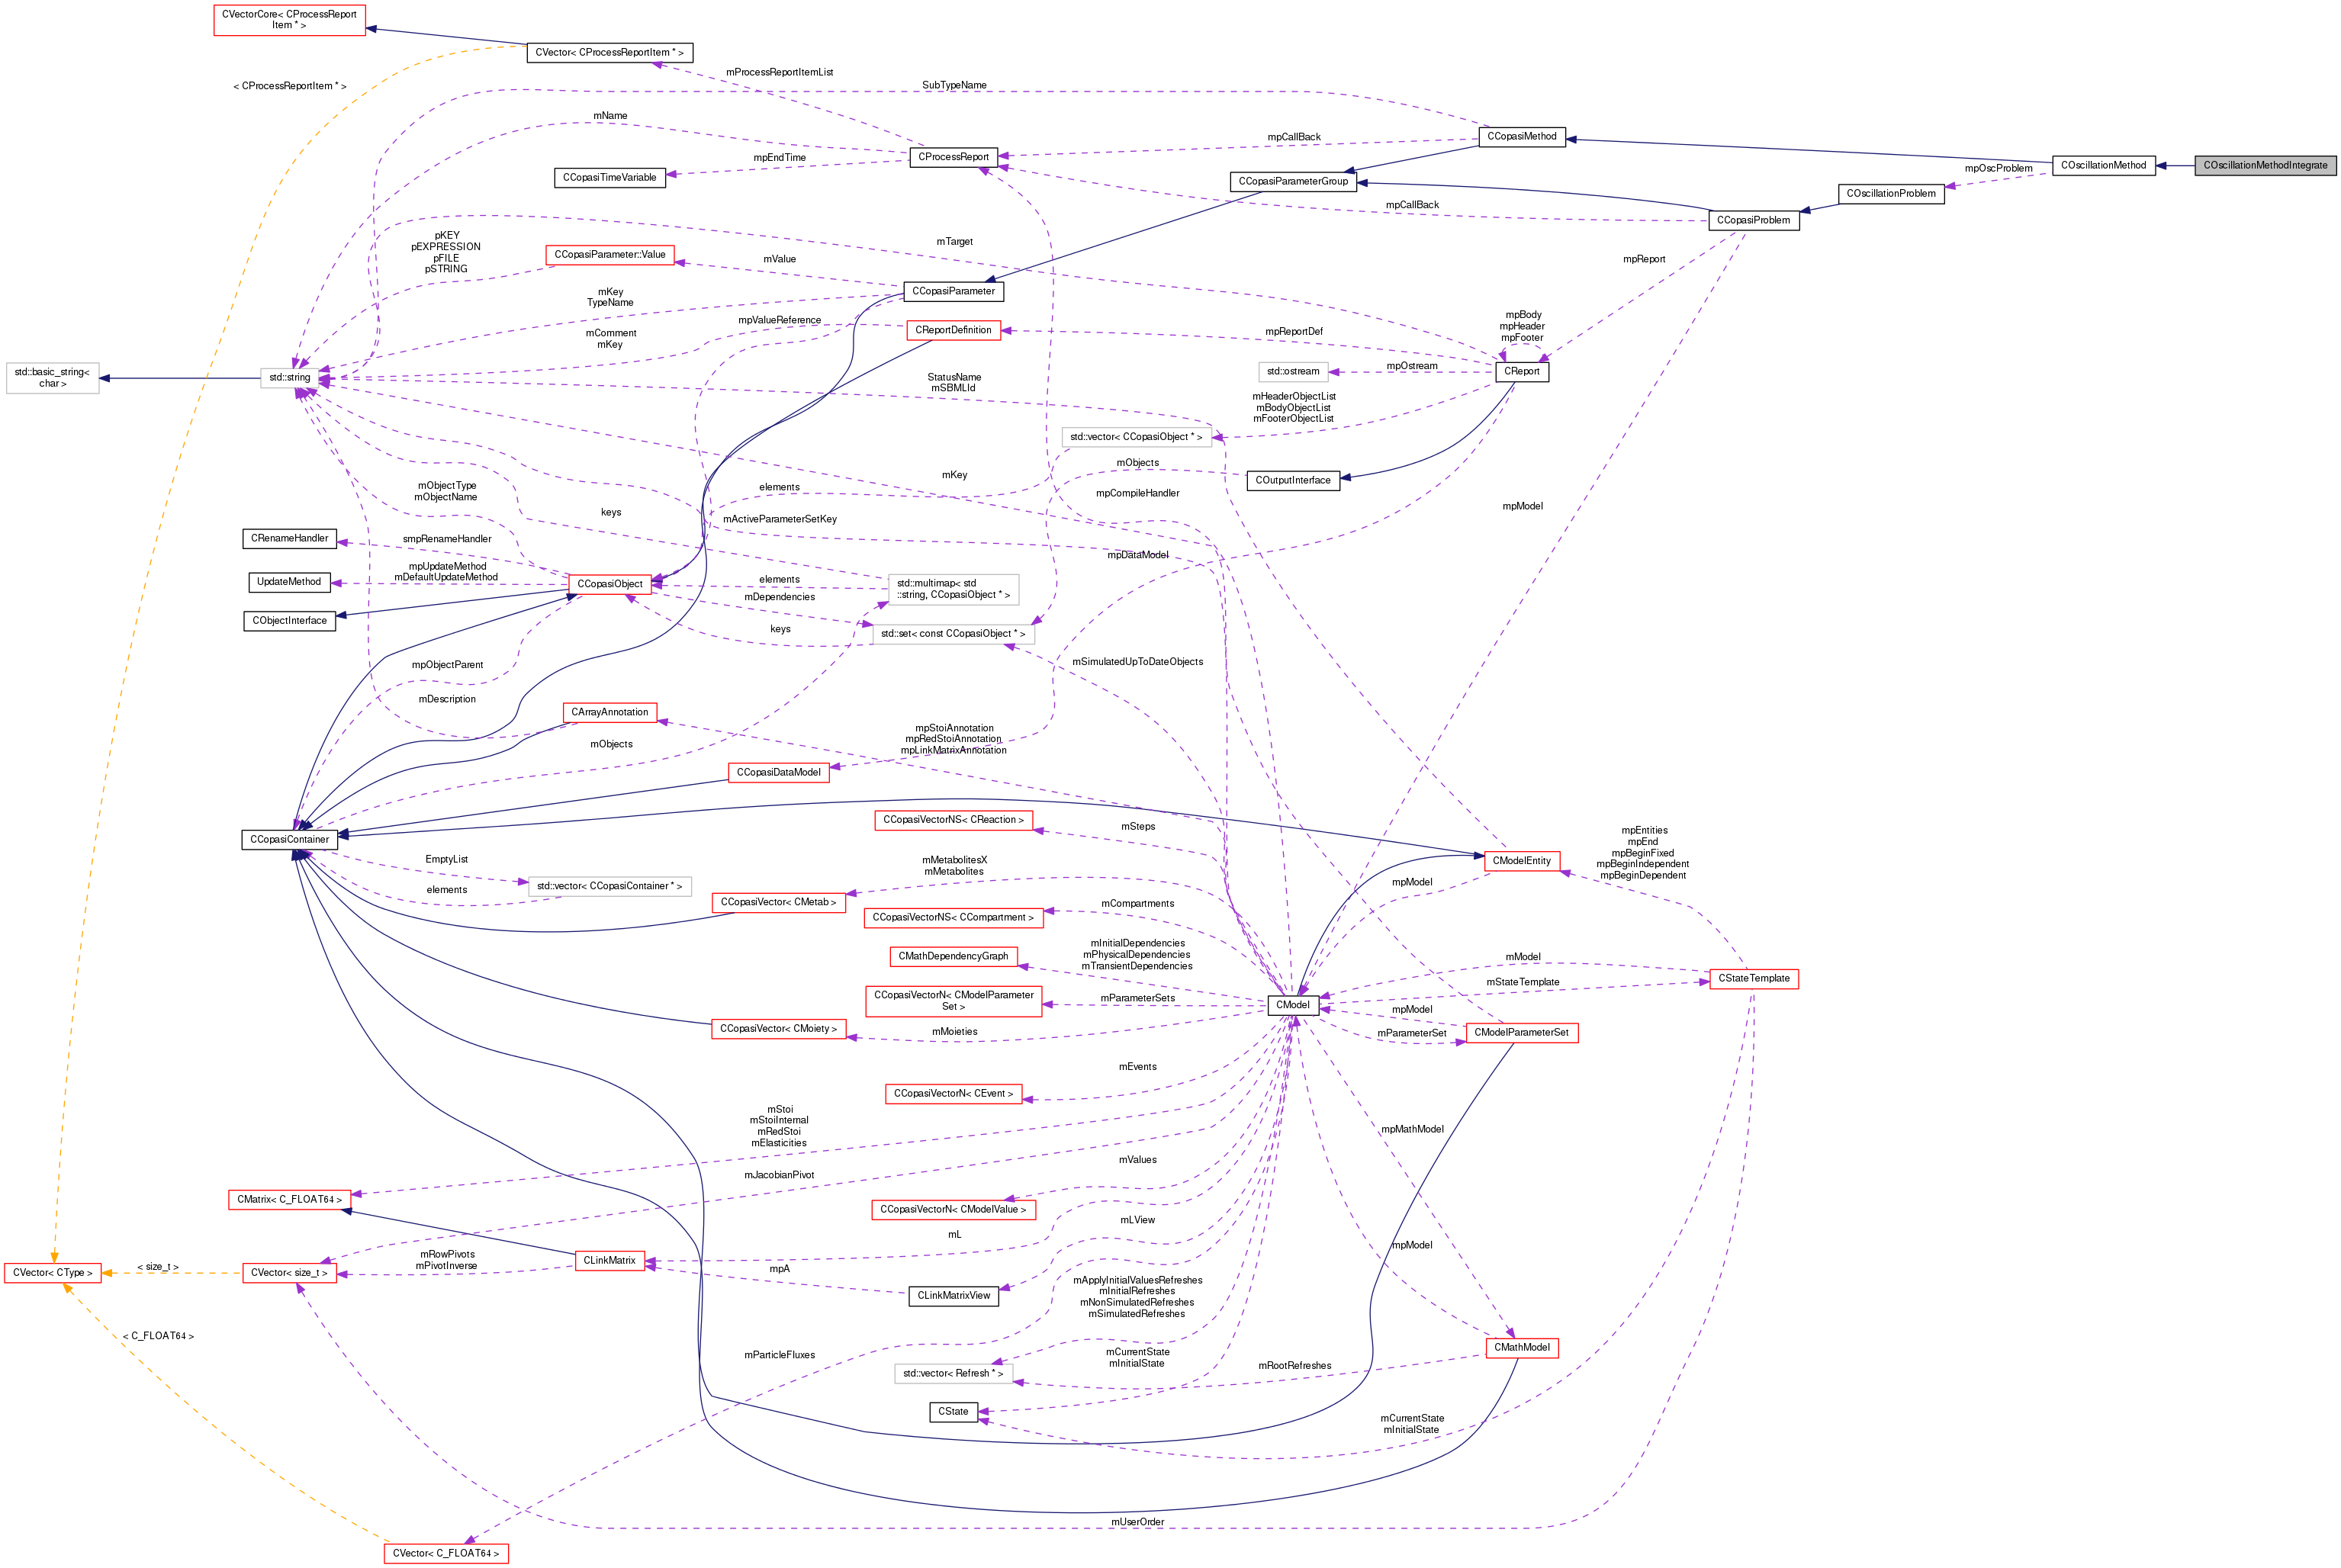 CVectorCore< CProcessReport
Item * >
CVector< CProcessReportItem * >
< CProcessReportItem * >
mProcessReportItemList
SubTypeName
mName
mpCallBack
CCopasiMethod
mpEndTime
CProcessReport
CCopasiTimeVariable
CCopasiParameterGroup
COscillationMethod
COscillationMethodIntegrate
mpOscProblem
COscillationProblem
mpCallBack
CCopasiProblem
pKEY
pEXPRESSION
pFILE
pSTRING
CCopasiParameter::Value
mValue
mTarget
mpReport
CCopasiParameter
mKey
TypeName
mpValueReference
mComment
mKey
CReportDefinition
mpReportDef
mpBody
mpHeader
mpFooter
std::basic_string<
char >
std::string
StatusName
mSBMLId
std::ostream
mpOstream
CReport
mHeaderObjectList
mBodyObjectList
mFooterObjectList
std::vector< CCopasiObject * >
mObjects
COutputInterface
mKey
mObjectType
mObjectName
elements
mpCompileHandler
mpModel
keys
mActiveParameterSetKey
CRenameHandler
smpRenameHandler
mpDataModel
UpdateMethod
mpUpdateMethod
mDefaultUpdateMethod
CCopasiObject
elements
std::multimap< std
::string, CCopasiObject * >
mDependencies
CObjectInterface
keys
std::set< const CCopasiObject * >
mpObjectParent
mSimulatedUpToDateObjects
mDescription
CArrayAnnotation
mObjects
mpStoiAnnotation
mpRedStoiAnnotation
mpLinkMatrixAnnotation
CCopasiDataModel
CCopasiVectorNS< CReaction >
mSteps
CCopasiContainer
EmptyList
std::vector< CCopasiContainer * >
elements
mMetabolitesX
mMetabolites
CCopasiVector< CMetab >
CCopasiVectorNS< CCompartment >
mCompartments
CModelEntity
mpModel
mpEntities
mpEnd
mpBeginFixed
mpBeginIndependent
mpBeginDependent
CMathDependencyGraph
mInitialDependencies
mPhysicalDependencies
mTransientDependencies
CCopasiVectorN< CModelParameter
Set >
mParameterSets
CModel
mModel
mStateTemplate
CStateTemplate
CCopasiVector< CMoiety >
mMoieties
mpModel
mParameterSet
CModelParameterSet
CCopasiVectorN< CEvent >
mEvents
mStoi
mStoiInternal
mRedStoi
mElasticities
mpMathModel
mJacobianPivot
mValues
CMatrix< C_FLOAT64 >
CCopasiVectorN< CModelValue >
mLView
mL
mpModel
CVector< CType >
< size_t >
CVector< size_t >
mRowPivots
mPivotInverse
CLinkMatrix
mpA
CLinkMatrixView
mApplyInitialValuesRefreshes
mInitialRefreshes
mNonSimulatedRefreshes
mSimulatedRefreshes
< C_FLOAT64 >
mParticleFluxes
CMathModel
std::vector< Refresh * >
mCurrentState
mInitialState
mRootRefreshes
CState
mCurrentState
mInitialState
mUserOrder
CVector< C_FLOAT64 >